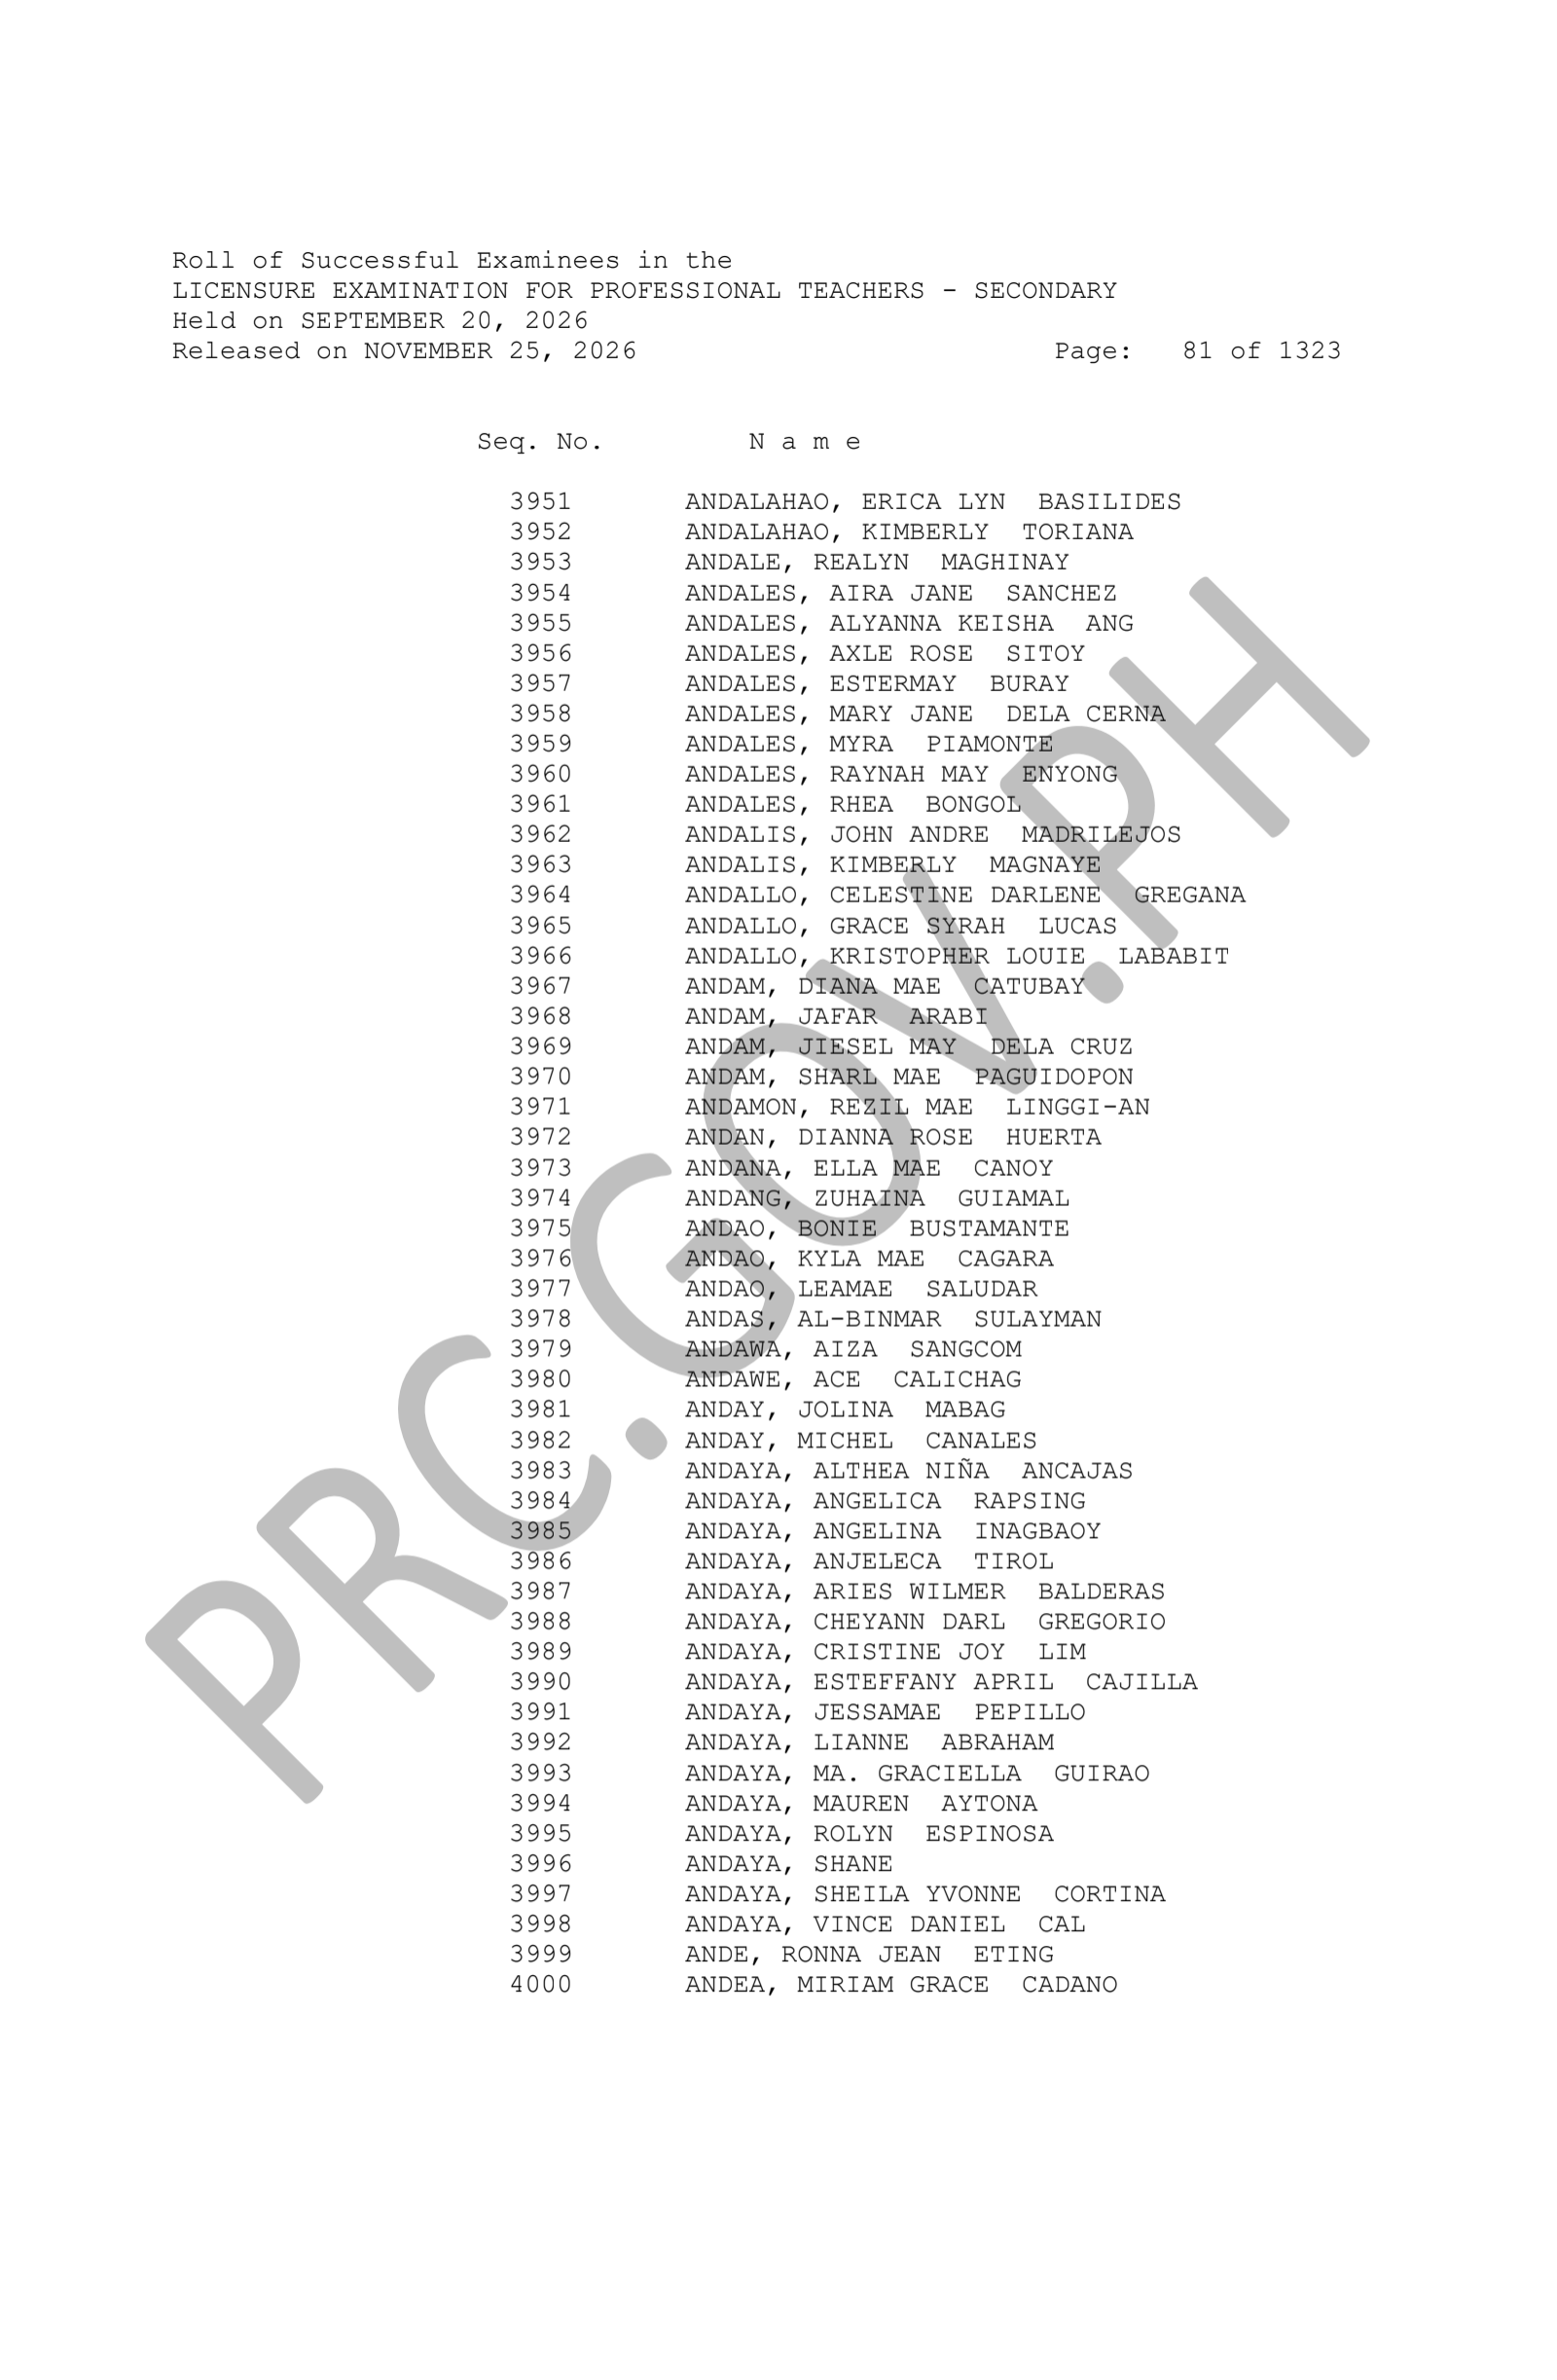 Roll of Successful Examinees in the
LICENSURE EXAMINATION FOR PROFESSIONAL TEACHERS - SECONDARY
Held on SEPTEMBER 20, 2026
Released on NOVEMBER 25, 2026 Page: 81 of 1323
Seq. No. N a m e
3951 ANDALAHAO, ERICA LYN BASILIDES
3952 ANDALAHAO, KIMBERLY TORIANA
3953 ANDALE, REALYN MAGHINAY
3954 ANDALES, AIRA JANE SANCHEZ
3955 ANDALES, ALYANNA KEISHA ANG
3956 ANDALES, AXLE ROSE SITOY
3957 ANDALES, ESTERMAY BURAY
3958 ANDALES, MARY JANE DELA CERNA
3959 ANDALES, MYRA PIAMONTE
3960 ANDALES, RAYNAH MAY ENYONG
3961 ANDALES, RHEA BONGOL
3962 ANDALIS, JOHN ANDRE MADRILEJOS
3963 ANDALIS, KIMBERLY MAGNAYE
3964 ANDALLO, CELESTINE DARLENE GREGANA
3965 ANDALLO, GRACE SYRAH LUCAS
3966 ANDALLO, KRISTOPHER LOUIE LABABIT
3967 ANDAM, DIANA MAE CATUBAY
3968 ANDAM, JAFAR ARABI
3969 ANDAM, JIESEL MAY DELA CRUZ
3970 ANDAM, SHARL MAE PAGUIDOPON
3971 ANDAMON, REZIL MAE LINGGI-AN
3972 ANDAN, DIANNA ROSE HUERTA
3973 ANDANA, ELLA MAE CANOY
3974 ANDANG, ZUHAINA GUIAMAL
3975 ANDAO, BONIE BUSTAMANTE
3976 ANDAO, KYLA MAE CAGARA
3977 ANDAO, LEAMAE SALUDAR
3978 ANDAS, AL-BINMAR SULAYMAN
3979 ANDAWA, AIZA SANGCOM
3980 ANDAWE, ACE CALICHAG
3981 ANDAY, JOLINA MABAG
3982 ANDAY, MICHEL CANALES
3983 ANDAYA, ALTHEA NIÑA ANCAJAS
3984 ANDAYA, ANGELICA RAPSING
3985 ANDAYA, ANGELINA INAGBAOY
3986 ANDAYA, ANJELECA TIROL
3987 ANDAYA, ARIES WILMER BALDERAS
3988 ANDAYA, CHEYANN DARL GREGORIO
3989 ANDAYA, CRISTINE JOY LIM
3990 ANDAYA, ESTEFFANY APRIL CAJILLA
3991 ANDAYA, JESSAMAE PEPILLO
3992 ANDAYA, LIANNE ABRAHAM
3993 ANDAYA, MA. GRACIELLA GUIRAO
3994 ANDAYA, MAUREN AYTONA
3995 ANDAYA, ROLYN ESPINOSA
3996 ANDAYA, SHANE
3997 ANDAYA, SHEILA YVONNE CORTINA
3998 ANDAYA, VINCE DANIEL CAL
3999 ANDE, RONNA JEAN ETING
4000 ANDEA, MIRIAM GRACE CADANO
PRC.GOV.PH